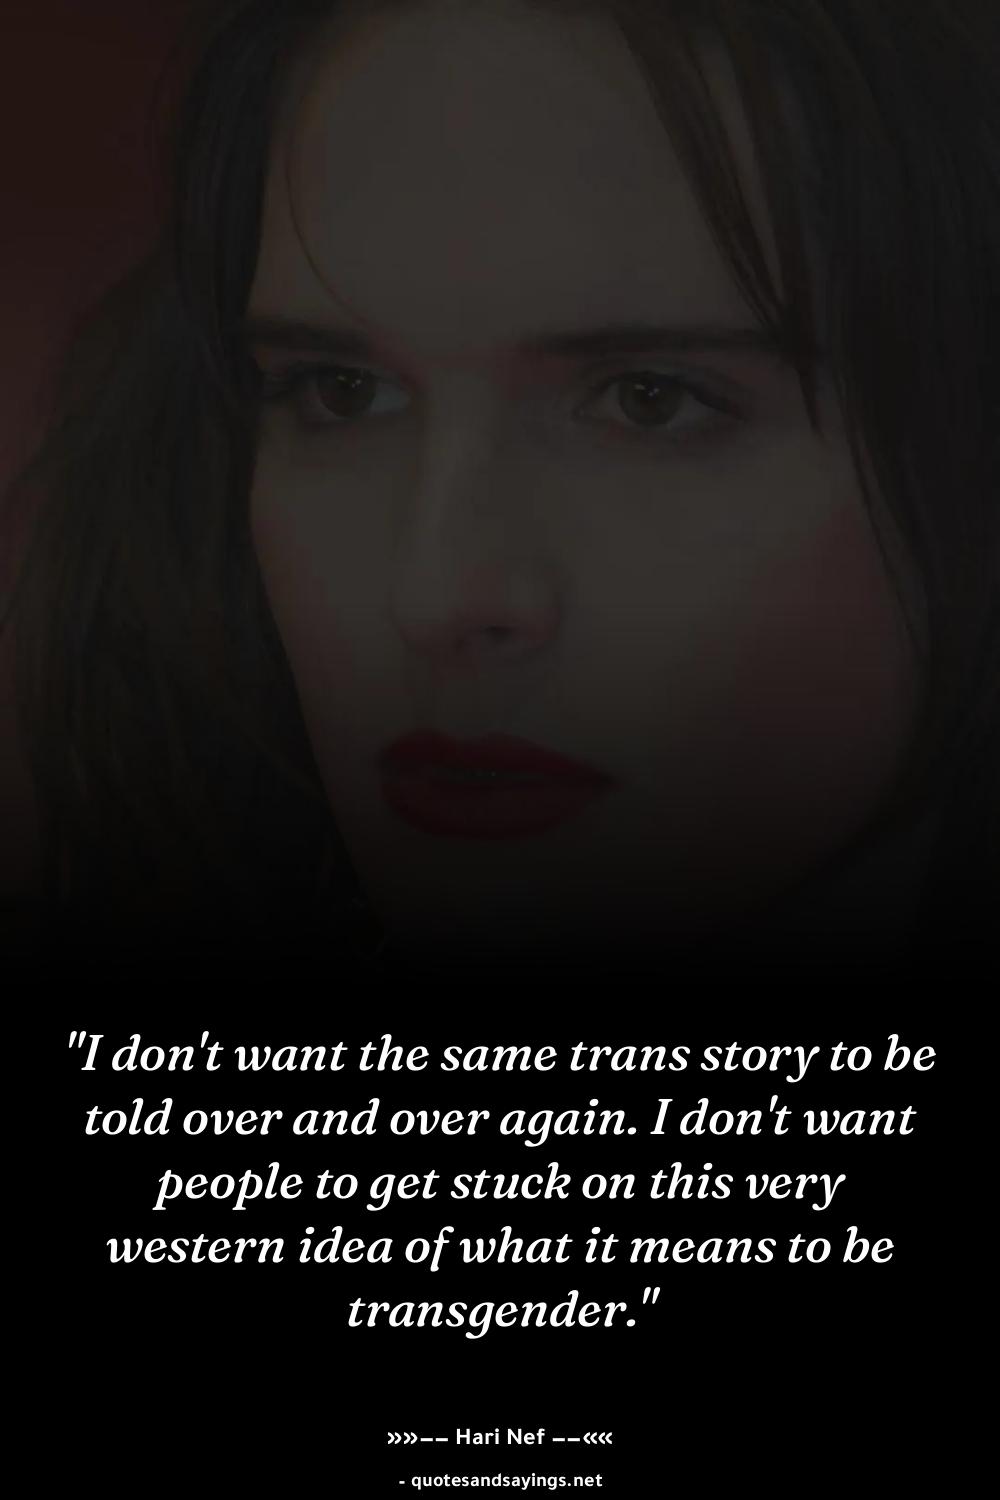 "I don't want the same trans story to be
told over and over again. I don't want
people to get stuck on this very
western idea of what it means to be
transgender."
»»−− Hari Nef −−««
- quotesandsayings.net